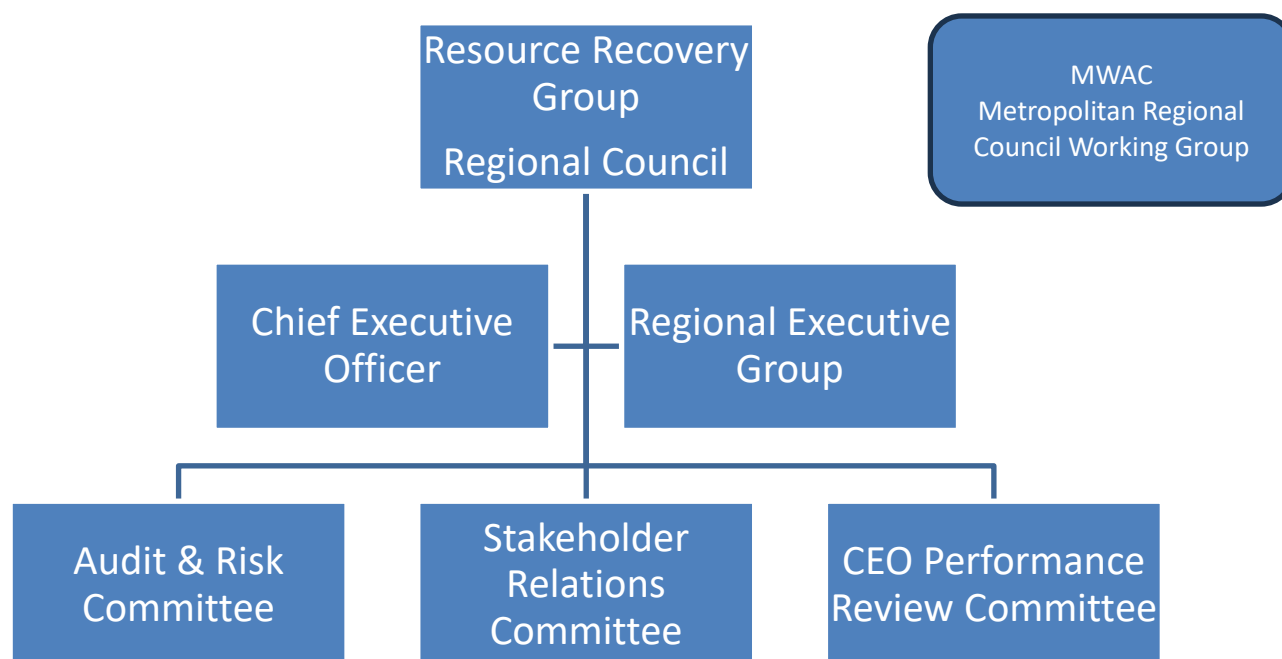 Resource Recovery
Group
Regional Council
MWAC
Metropolitan Regional
Council Working Group
Chief Executive
Officer
Regional Executive
Group
Audit & Risk
Committee
Stakeholder
Relations
Committee
CEO Performance
Review Committee